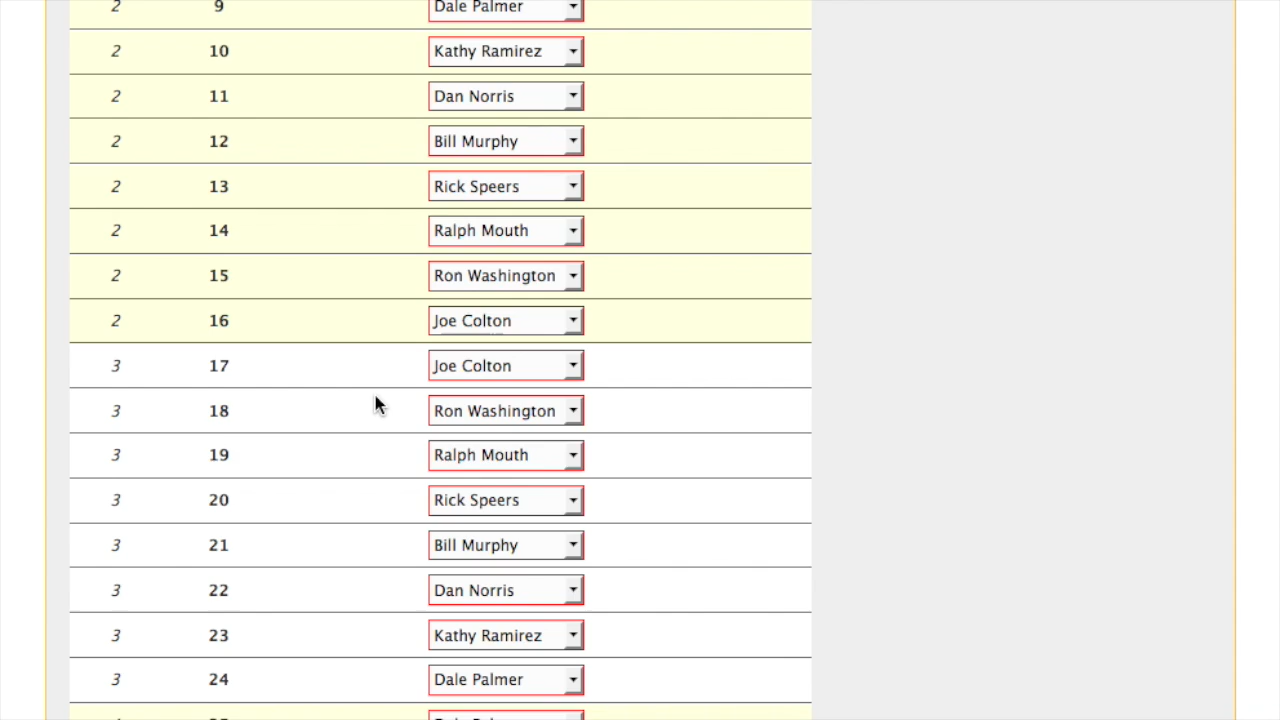 2 9 Dale Palmer
2 10 Kathy Ramirez
2 11 Dan Norris
2 12 Bill Murphy
2 13 Rick Speers
2 14 Ralph Mouth
2 15 Ron Washington
2 16 Joe Colton
3 17 Joe Colton
3 18 Ron Washington
3 19 Ralph Mouth
3 20 Rick Speers
3 21 Bill Murphy
3 22 Dan Norris
3 23 Kathy Ramirez
3 24 Dale Palmer